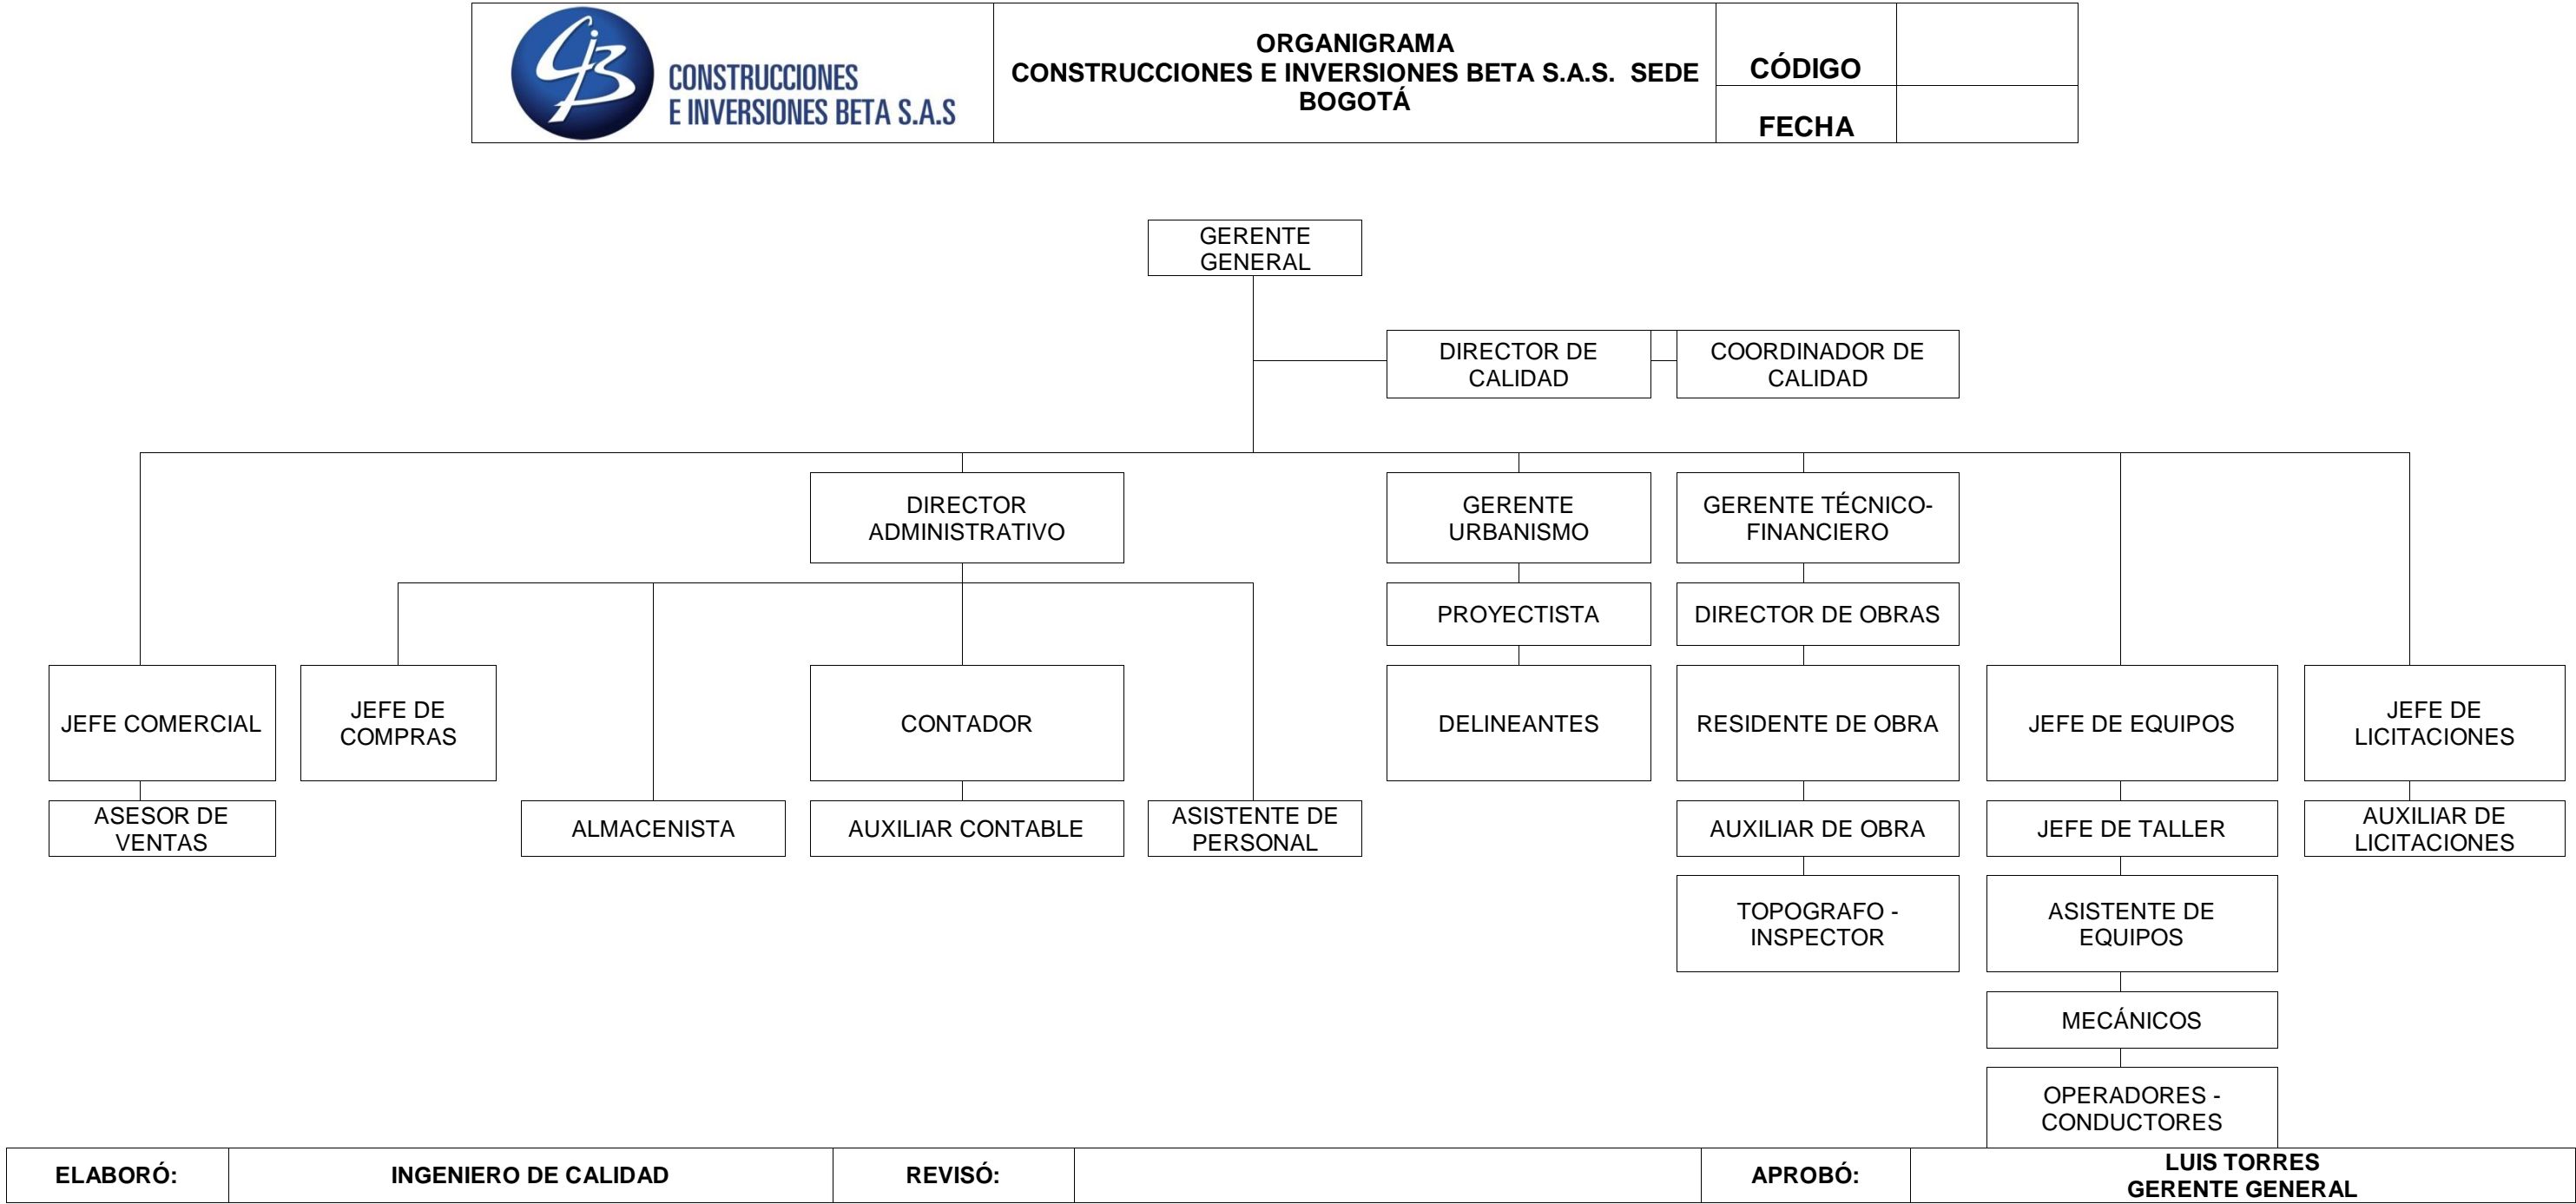 CIB
CONSTRUCCIONES
E INVERSIONES BETA S.A.S
ORGANIGRAMA
CONSTRUCCIONES E INVERSIONES BETA S.A.S. SEDE
BOGOTÁ
CÓDIGO
FECHA
GERENTE
GENERAL
DIRECTOR DE
CALIDAD
COORDINADOR DE
CALIDAD
DIRECTOR
ADMINISTRATIVO
GERENTE
URBANISMO
GERENTE TÉCNICO-
FINANCIERO
PROYECTISTA
DIRECTOR DE OBRAS
JEFE COMERCIAL
JEFE DE
COMPRAS
CONTADOR
DELINEANTES
RESIDENTE DE OBRA
JEFE DE EQUIPOS
JEFE DE
LICITACIONES
ASESOR DE
VENTAS
ALMACENISTA
AUXILIAR CONTABLE
ASISTENTE DE
PERSONAL
AUXILIAR DE OBRA
JEFE DE TALLER
AUXILIAR DE
LICITACIONES
TOPOGRAFO -
INSPECTOR
ASISTENTE DE
EQUIPOS
MECÁNICOS
OPERADORES -
CONDUCTORES
ELABORÓ:
INGENIERO DE CALIDAD
REVISÓ:
APROBÓ:
LUIS TORRES
GERENTE GENERAL